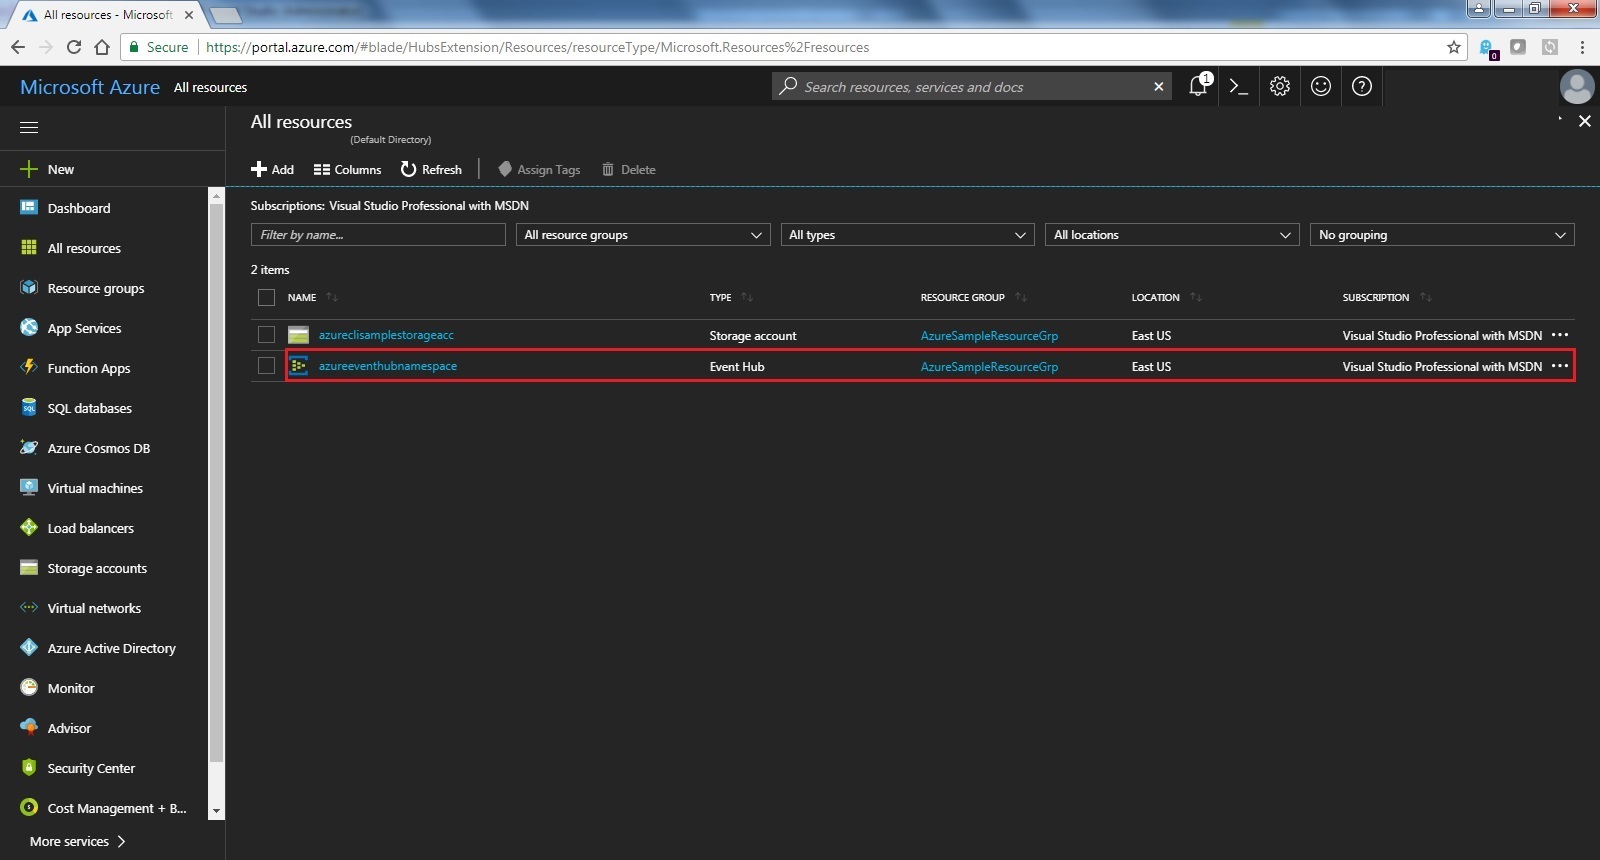 All resources - Microsoft
Secure https://portal.azure.com/#blade/HubsExtension/Resources/resourceType/Microsoft.Resources%2Fresources
0
Microsoft Azure All resources
Search resources, services and docs
1
New
Dashboard
All resources
Resource groups
App Services
Function Apps
SQL databases
Azure Cosmos DB
Virtual machines
Load balancers
Storage accounts
Virtual networks
Azure Active Directory
Monitor
Advisor
Security Center
Cost Management + B...
More services
All resources
(Default Directory)
Add Columns Refresh Assign Tags Delete
Subscriptions: Visual Studio Professional with MSDN
Filter by name... All resource groups All types All locations No grouping
2 items
NAME TYPE RESOURCE GROUP LOCATION SUBSCRIPTION
azureclisamplestorageacc Storage account AzureSampleResourceGrp East US Visual Studio Professional with MSDN
azureeventhubnamespace Event Hub AzureSampleResourceGrp East US Visual Studio Professional with MSDN